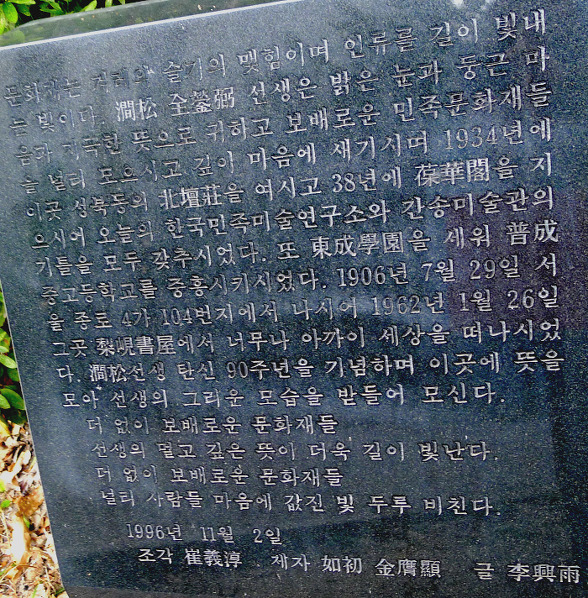 문화재는 겨레의 슬기의 맺힘이며 인류를 길이 빛내
는 빛이다. 澗松 全鎣弼 선생은 밝은 눈과 둥근 마
음과 지극한 뜻으로 귀하고 보배로운 민족문화재들
을 널리 모으시고 깊이 마음에 새기시며 1934년에
이곳 성북동의 北壇莊을 여시고 38년에 葆華閣을 지
으시어 오늘의 한국민족미술연구소와 간송미술관의
기틀을 모두 갖추시었다. 또 東成學園을 세워 普成
중고등학교를 중흥시키시었다. 1906년 7월 29일 서
울 종로 4가 104번지에서 나시어 1962년 1월 26일
그곳 梨峴書屋에서 너무나 아까이 세상을 떠나시었
다. 澗松선생 탄신 90주년을 기념하며 이곳에 뜻을
모아 선생의 그리운 모습을 받들어 모신다.
더 없이 보배로운 문화재들
선생의 멀고 깊은 뜻이 더욱 길이 빛난다.
더 없이 보배로운 문화재들
널리 사람들 마음에 값진 빛 두루 비친다.
1996년 11월 2일
조각 崔義淳 제자 如初 金膺顯 글 李興雨